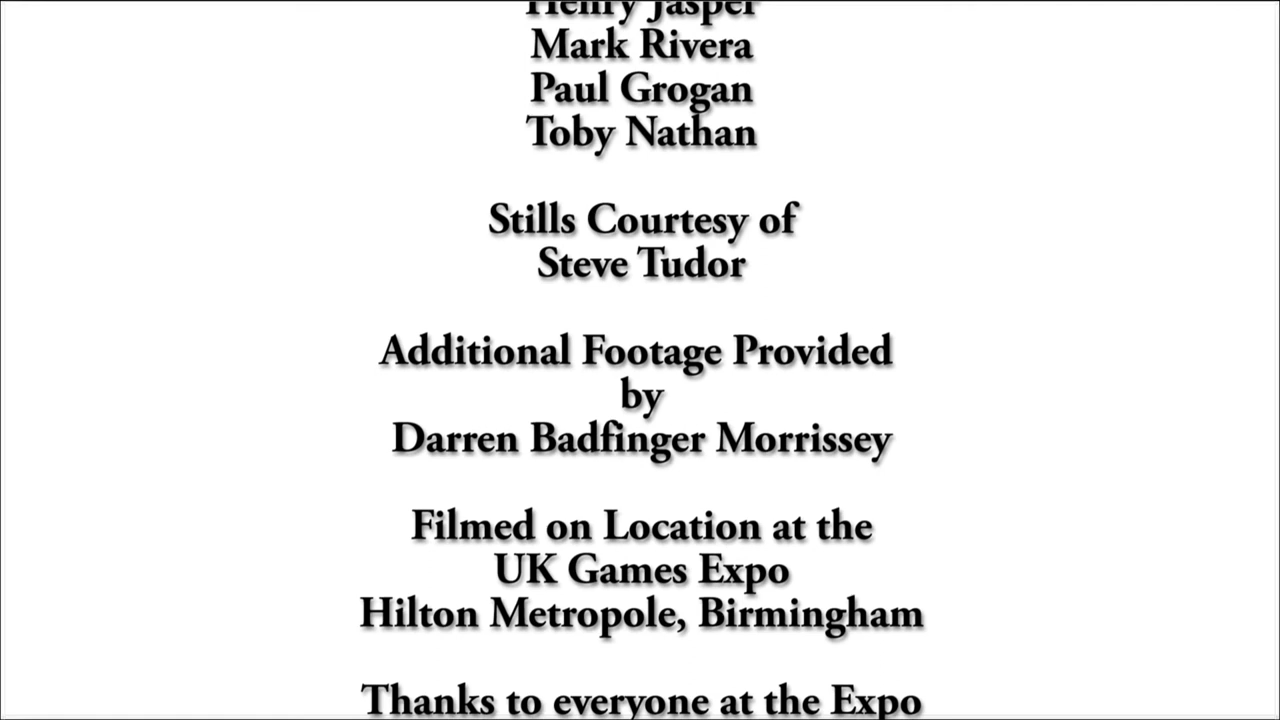 Henry Jasper
Mark Rivera
Paul Grogan
Toby Nathan
Stills Courtesy of
Steve Tudor
Additional Footage Provided
by
Darren Badfinger Morrissey
Filmed on Location at the
UK Games Expo
Hilton Metropole, Birmingham
Thanks to everyone at the Expo